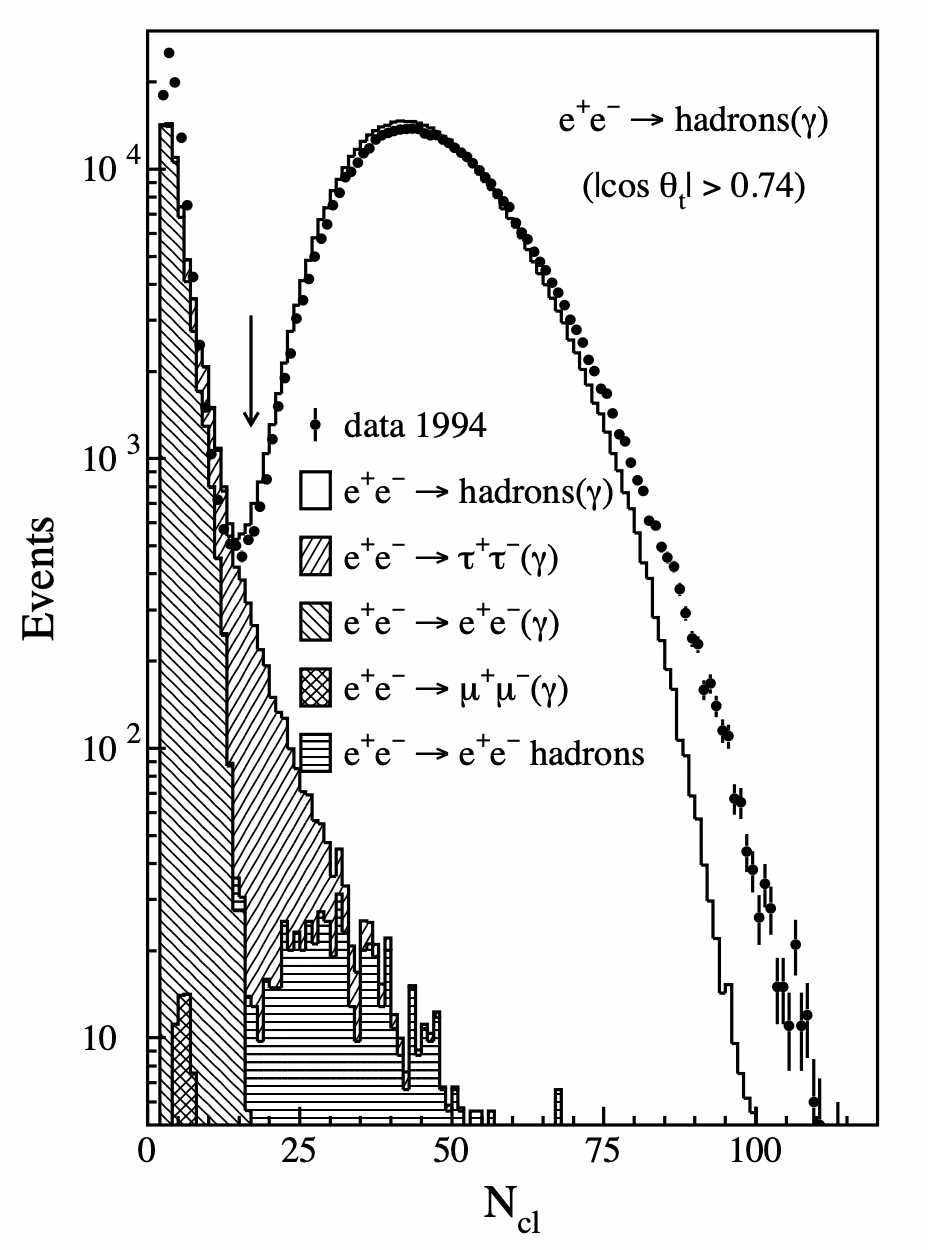 e⁺e⁻ → hadrons(γ)
(|cos θₜ| > 0.74)
10⁴
10³
10²
10
Events
data 1994
e⁺e⁻ → hadrons(γ)
e⁺e⁻ → τ⁺τ⁻(γ)
e⁺e⁻ → e⁺e⁻(γ)
e⁺e⁻ → μ⁺μ⁻(γ)
e⁺e⁻ → e⁺e⁻ hadrons
0 25 50 75 100
N_cl